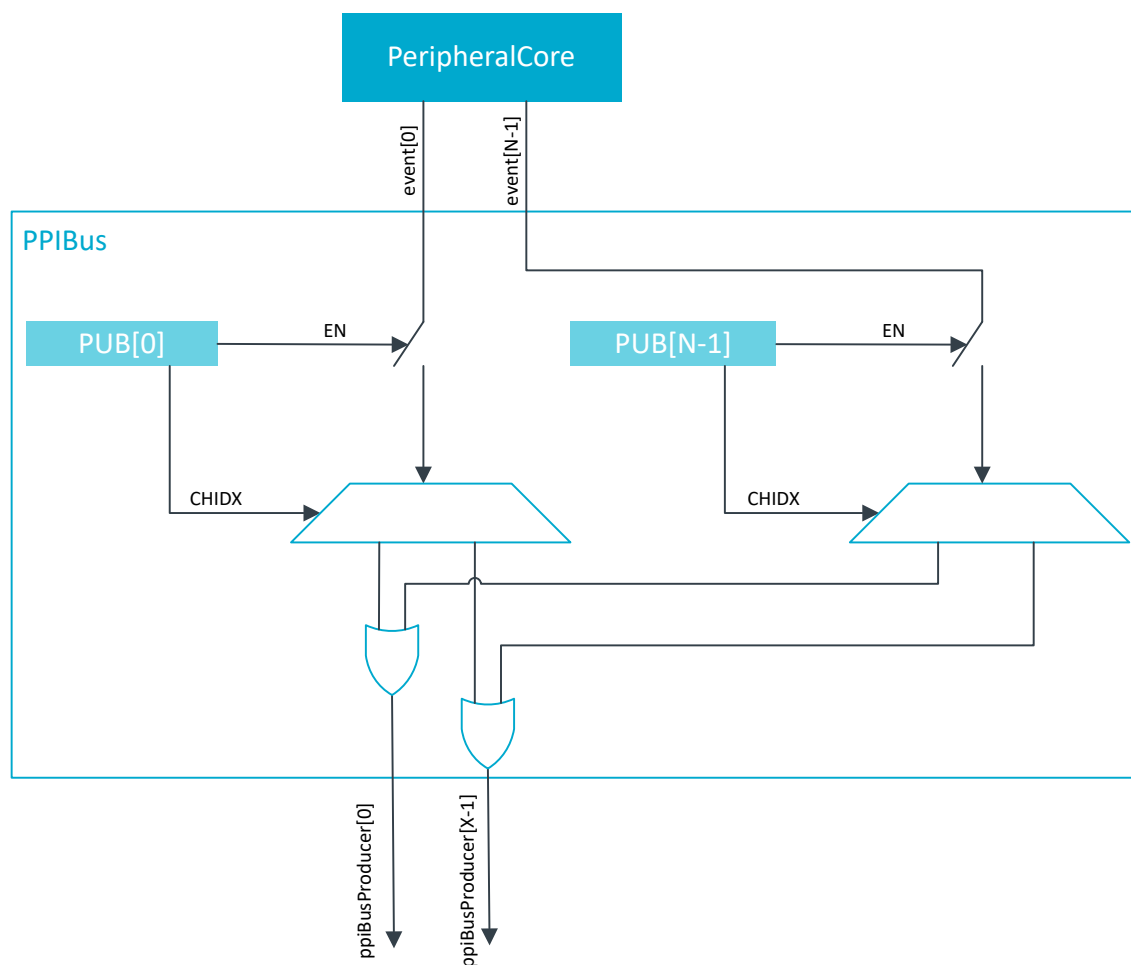 PeripheralCore
event[0]
event[N-1]
PPIBus
PUB[0]
EN
PUB[N-1]
EN
CHIDX
CHIDX
ppiBusProducer[0]
ppiBusProducer[X-1]